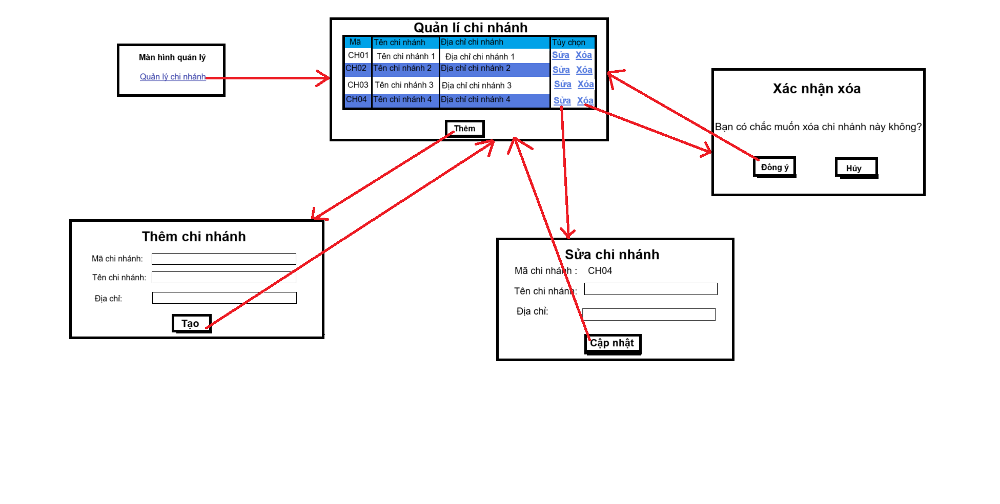 Quản lí chi nhánh
Mã Tên chi nhánh Địa chỉ chi nhánh Tùy chọn
CH01 Tên chi nhánh 1 Địa chỉ chi nhánh 1 Sửa Xóa
CH02 Tên chi nhánh 2 Địa chỉ chi nhánh 2 Sửa Xóa
CH03 Tên chi nhánh 3 Địa chỉ chi nhánh 3 Sửa Xóa
CH04 Tên chi nhánh 4 Địa chỉ chi nhánh 4 Sửa Xóa
Thêm
Màn hình quản lý
Quản lý chi nhánh
Xác nhận xóa
Bạn có chắc muốn xóa chi nhánh này không?
Đồng ý Hủy
Thêm chi nhánh
Mã chi nhánh:
Tên chi nhánh:
Địa chỉ:
Tạo
Sửa chi nhánh
Mã chi nhánh : CH04
Tên chi nhánh:
Địa chỉ:
Cập nhật